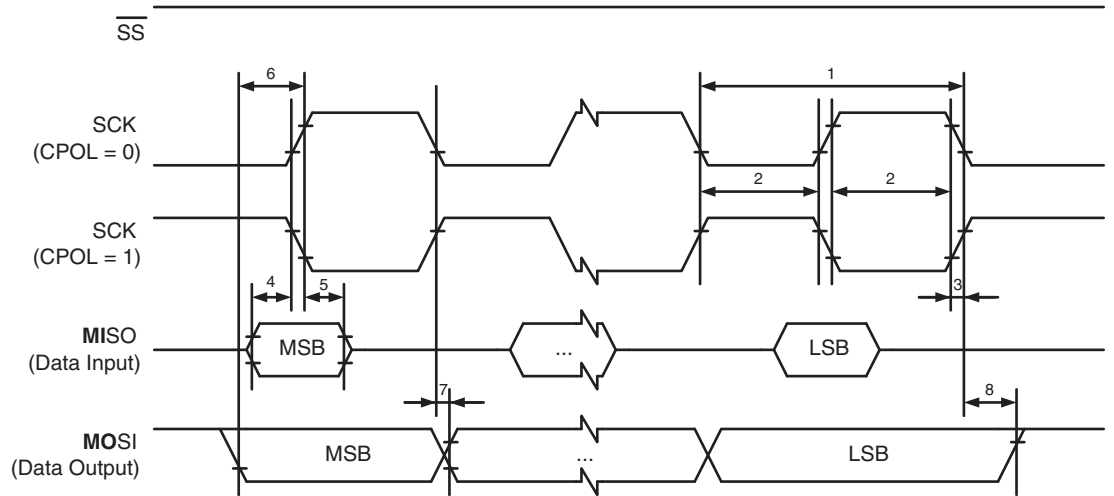 SS
6
1
SCK
(CPOL = 0)
2
2
SCK
(CPOL = 1)
4
5
3
MISO
(Data Input)
MSB
...
LSB
7
8
MOSI
(Data Output)
MSB
...
LSB